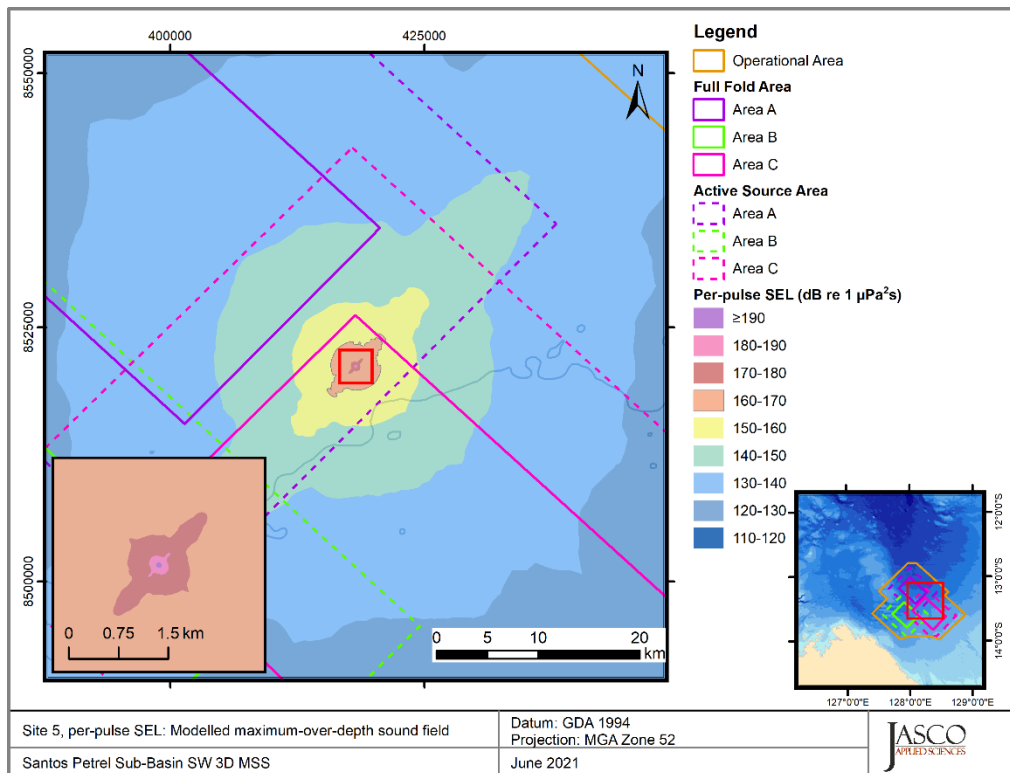 400000
425000
8550000
8525000
8500000
N
0 0.75 1.5 km
0 5 10 20
km
Legend
Operational Area
Full Fold Area
Area A
Area B
Area C
Active Source Area
Area A
Area B
Area C
Per-pulse SEL (dB re 1 µPa²s)
≥190
180-190
170-180
160-170
150-160
140-150
130-140
120-130
110-120
12°0'0"S
13°0'0"S
14°0'0"S
127°0'0"E
128°0'0"E
129°0'0"E
Site 5, per-pulse SEL: Modelled maximum-over-depth sound field
Datum: GDA 1994
Projection: MGA Zone 52
Santos Petrel Sub-Basin SW 3D MSS
June 2021
JASCO
APPLIED SCIENCES